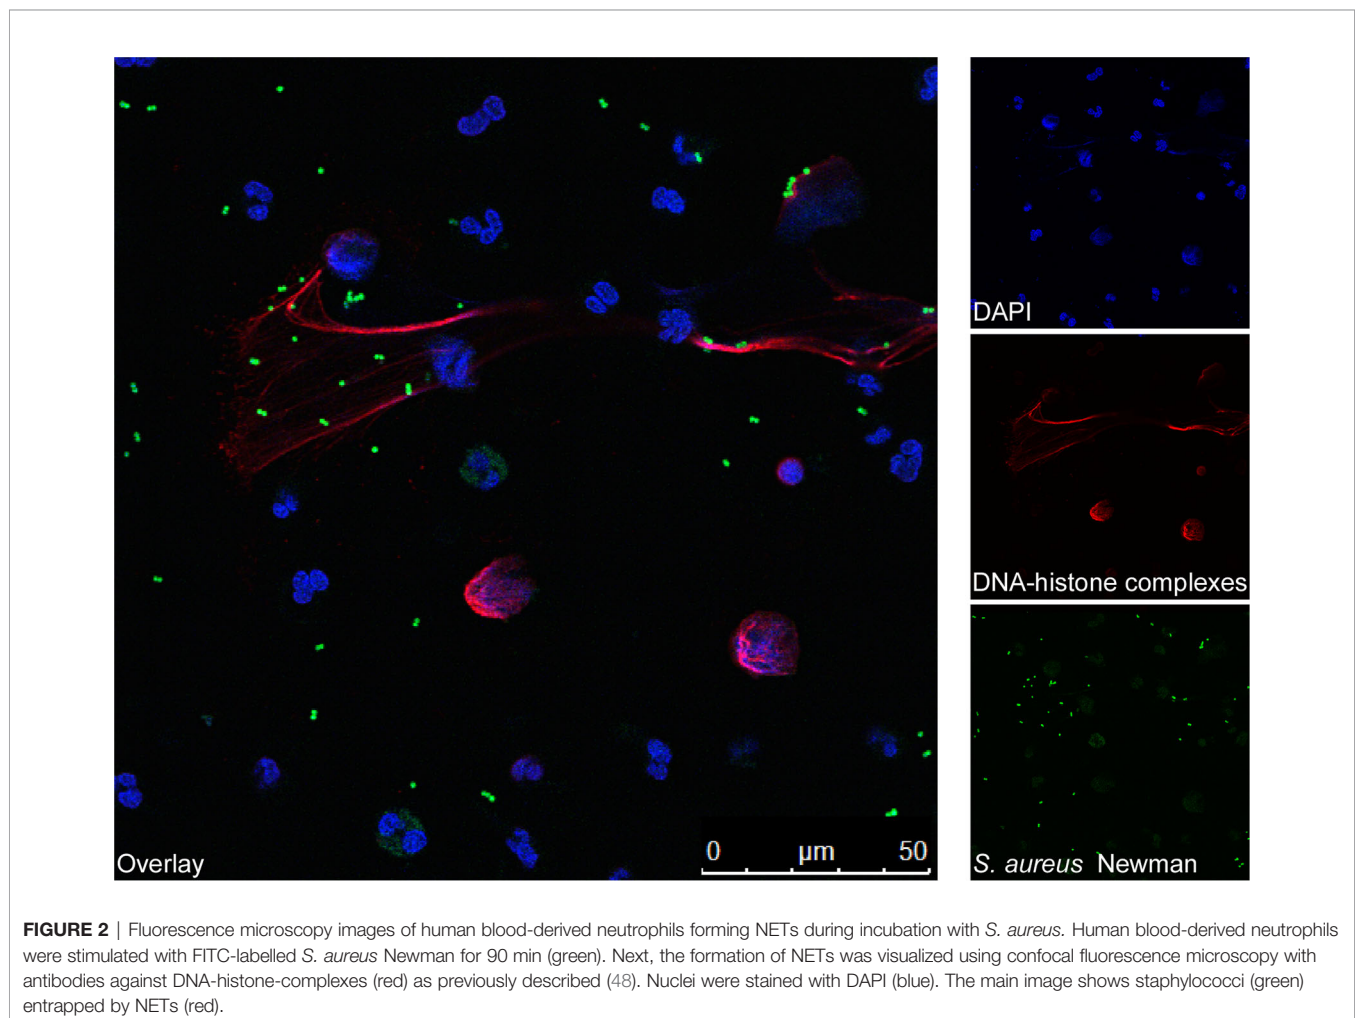 DAPI
DNA-histone complexes
Overlay
0 µm 50
S. aureus Newman
FIGURE 2 | Fluorescence microscopy images of human blood-derived neutrophils forming NETs during incubation with S. aureus. Human blood-derived neutrophils
were stimulated with FITC-labelled S. aureus Newman for 90 min (green). Next, the formation of NETs was visualized using confocal fluorescence microscopy with
antibodies against DNA-histone-complexes (red) as previously described (48). Nuclei were stained with DAPI (blue). The main image shows staphylococci (green)
entrapped by NETs (red).